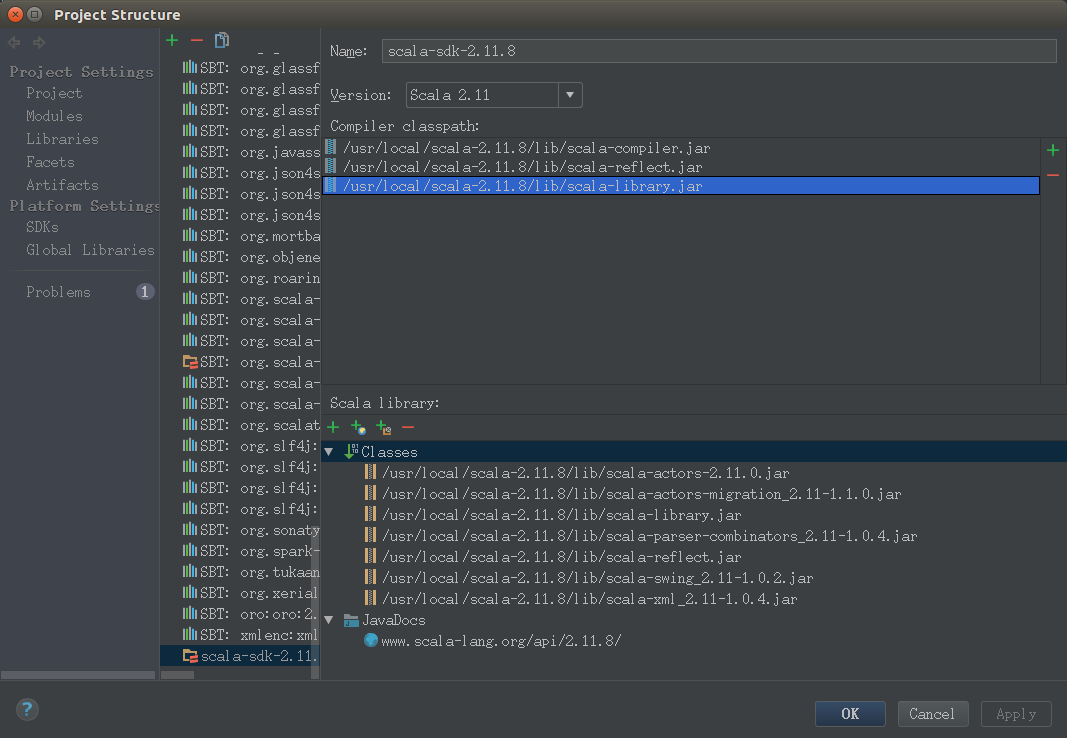 Project Structure
Project Settings
Project
Modules
Libraries
Facets
Artifacts
Platform Settings
SDKs
Global Libraries
Problems 1
SBT: org.glassf
SBT: org.glassf
SBT: org.glassf
SBT: org.glassf
SBT: org.javass
SBT: org.json4s
SBT: org.json4s
SBT: org.json4s
SBT: org.mortba
SBT: org.objene
SBT: org.roarin
SBT: org.scala-
SBT: org.scala-
SBT: org.scala-
SBT: org.scala-
SBT: org.scala-
SBT: org.scala-
SBT: org.scalat
SBT: org.slf4j:
SBT: org.slf4j:
SBT: org.slf4j:
SBT: org.slf4j:
SBT: org.sonaty
SBT: org.spark-
SBT: org.tukaan
SBT: org.xerial
SBT: oro:oro:2.
SBT: xmlenc:xml
scala-sdk-2.11.
Name: scala-sdk-2.11.8
Version: Scala 2.11
Compiler classpath:
/usr/local/scala-2.11.8/lib/scala-compiler.jar
/usr/local/scala-2.11.8/lib/scala-reflect.jar
/usr/local/scala-2.11.8/lib/scala-library.jar
Scala library:
Classes
/usr/local/scala-2.11.8/lib/scala-actors-2.11.0.jar
/usr/local/scala-2.11.8/lib/scala-actors-migration_2.11-1.1.0.jar
/usr/local/scala-2.11.8/lib/scala-library.jar
/usr/local/scala-2.11.8/lib/scala-parser-combinators_2.11-1.0.4.jar
/usr/local/scala-2.11.8/lib/scala-reflect.jar
/usr/local/scala-2.11.8/lib/scala-swing_2.11-1.0.2.jar
/usr/local/scala-2.11.8/lib/scala-xml_2.11-1.0.4.jar
JavaDocs
www.scala-lang.org/api/2.11.8/
?
OK
Cancel
Apply